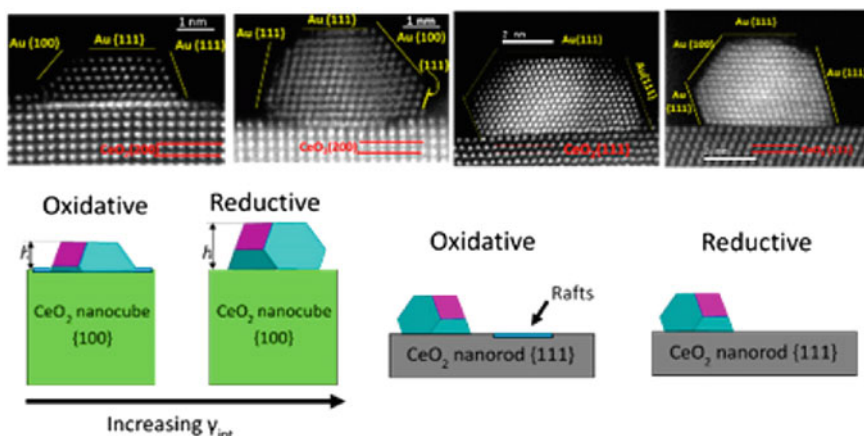 1 nm
Au {100}
Au {111}
Au {111}
CeO₂{200}
1 nm
Au {111}
Au {111}
Au {100}
{111}
CeO₂{200}
2 nm
Au{111}
Au{111}
CeO₂{111}
Au {111}
Au{100}
Au {111}
Au {111}
Oxidative
h
CeO₂ nanocube
{100}
Reductive
h
CeO₂ nanocube
{100}
Increasing γint
Oxidative
Rafts
CeO₂ nanorod {111}
Reductive
CeO₂ nanorod {111}